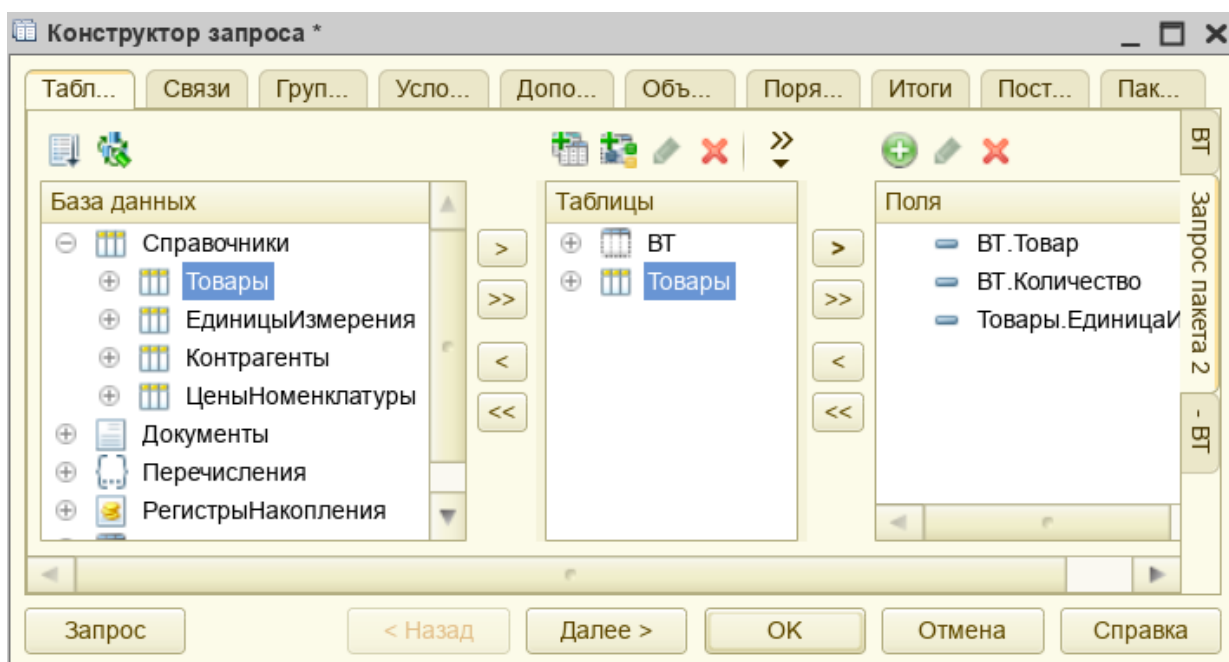 Конструктор запроса *
Табл...
Связи
Груп...
Усло...
Допо...
Объ...
Поря...
Итоги
Пост...
Пак...
База данных
Справочники
Товары
ЕдиницыИзмерения
Контрагенты
ЦеныНоменклатуры
Документы
Перечисления
РегистрыНакопления
>
>>
<
<<
Таблицы
ВТ
Товары
>
>>
<
<<
Поля
ВТ.Товар
ВТ.Количество
Товары.ЕдиницаИ
ВТ
Запрос пакета 2
- ВТ
Запрос
< Назад
Далее >
OK
Отмена
Справка